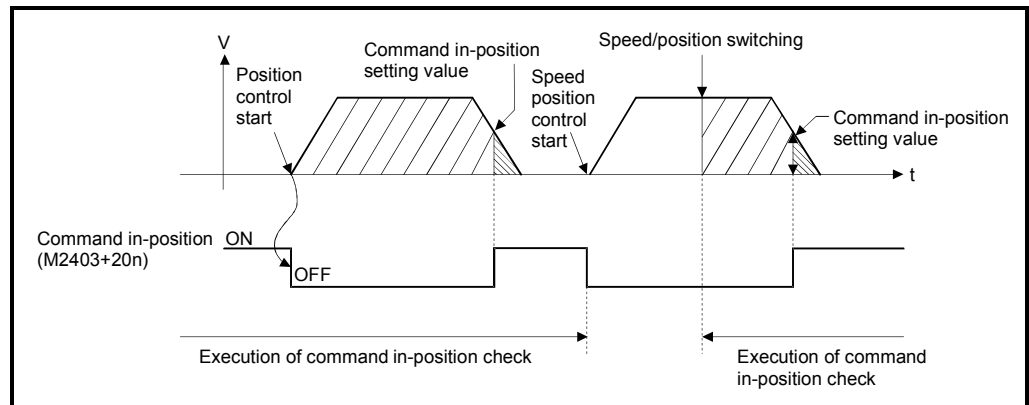 V
Position
control
start
Command in-position
setting value
Speed
position
control
start
Speed/position switching
Command in-position
setting value
t
Command in-position
(M2403+20n)
ON
OFF
Execution of command in-position check
Execution of command
in-position check